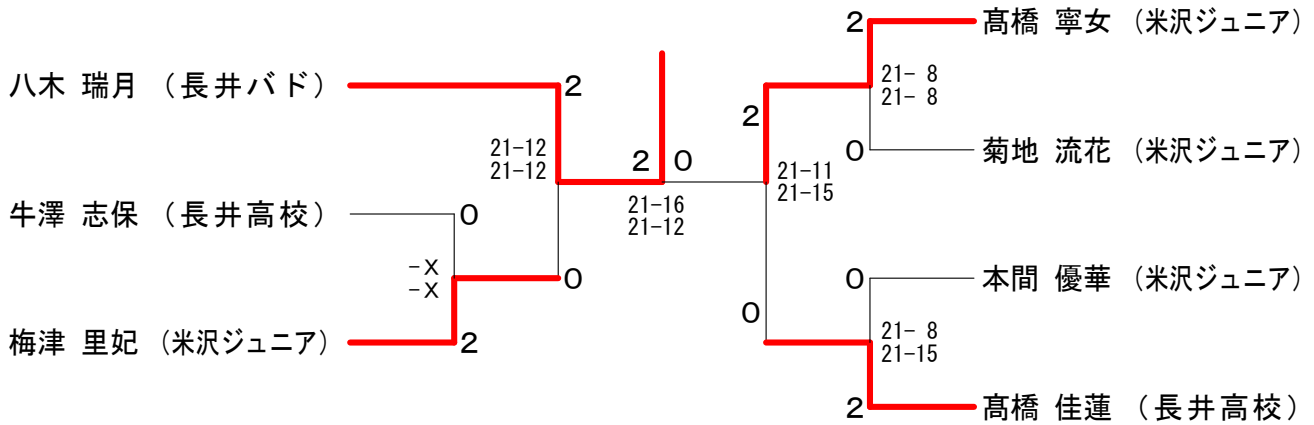 八木 瑞月 （長井バド）
牛澤 志保 （長井高校）
梅津 里妃 （米沢ジュニア）
2
21-12
21-12
0
-X
-X
2
0
2
0
21-16
21-12
2
21-11
21-15
0
2
21- 8
21- 8
0
0
21- 8
21-15
2
髙橋 寧女 （米沢ジュニア）
菊地 流花 （米沢ジュニア）
本間 優華 （米沢ジュニア）
髙橋 佳蓮 （長井高校）